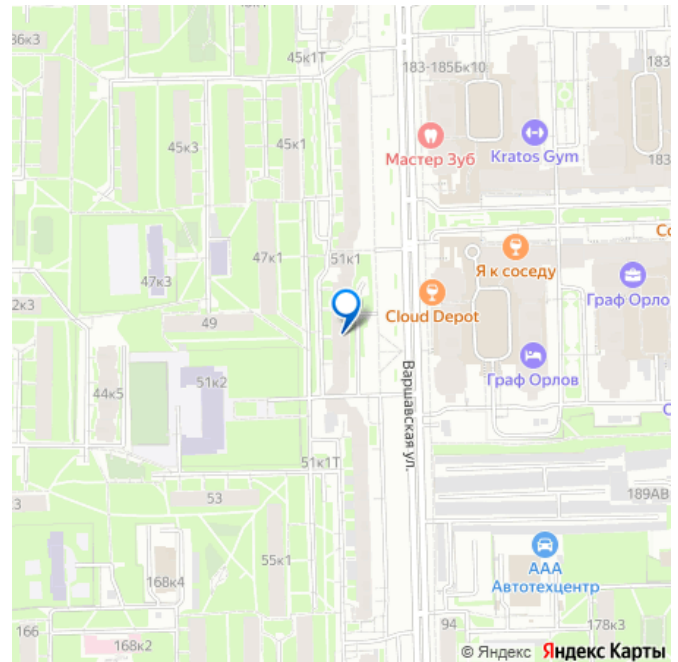 36к3
45к1Т
183-185Бк10
183
45к3
45к1
Мастер Зуб
Kratos Gym
183
47к3
47к1
51к1
Я к соседу
Со
2к3
49
Cloud Depot
Граф Орло
Граф Орлов
44к5
51к2
Варшавская ул.
51к1Т
53
189АВ
3
55к1
168к4
ААА
Автотехцентр
166
168к2
94
178к3
© Яндекс Яндекс Карты